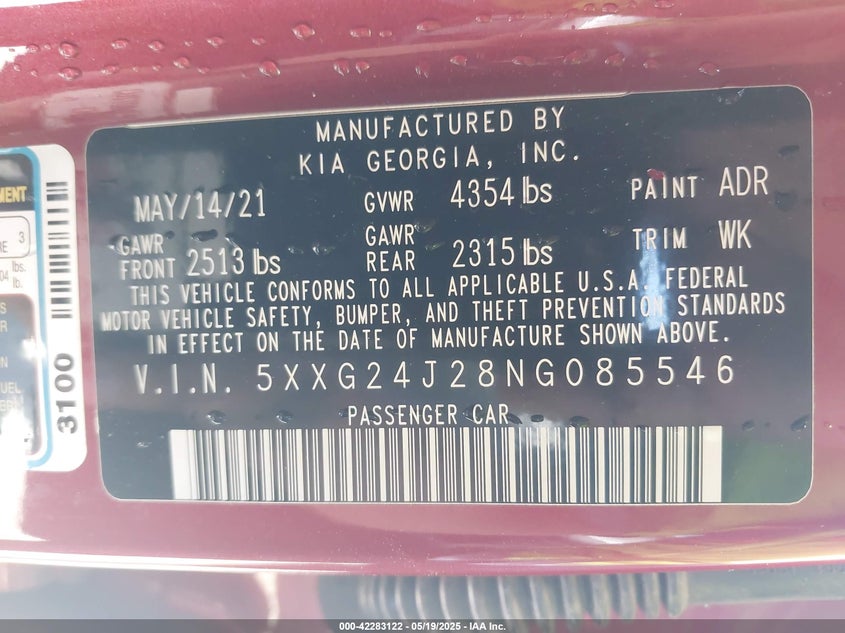 MANUFACTURED BY
KIA GEORGIA, INC.
MAY/14/21 GVWR 4354 lbs PAINT ADR
GAWR FRONT 2513 lbs GAWR REAR 2315 lbs TRIM WK
THIS VEHICLE CONFORMS TO ALL APPLICABLE U.S.A. FEDERAL
MOTOR VEHICLE SAFETY, BUMPER, AND THEFT PREVENTION STANDARDS
IN EFFECT ON THE DATE OF MANUFACTURE SHOWN ABOVE.
V.I.N. 5XXG24J28NG085546
PASSENGER CAR
3
lbs.
lb.
3100
000-42283122 • 05/19/2025 • IAA Inc.